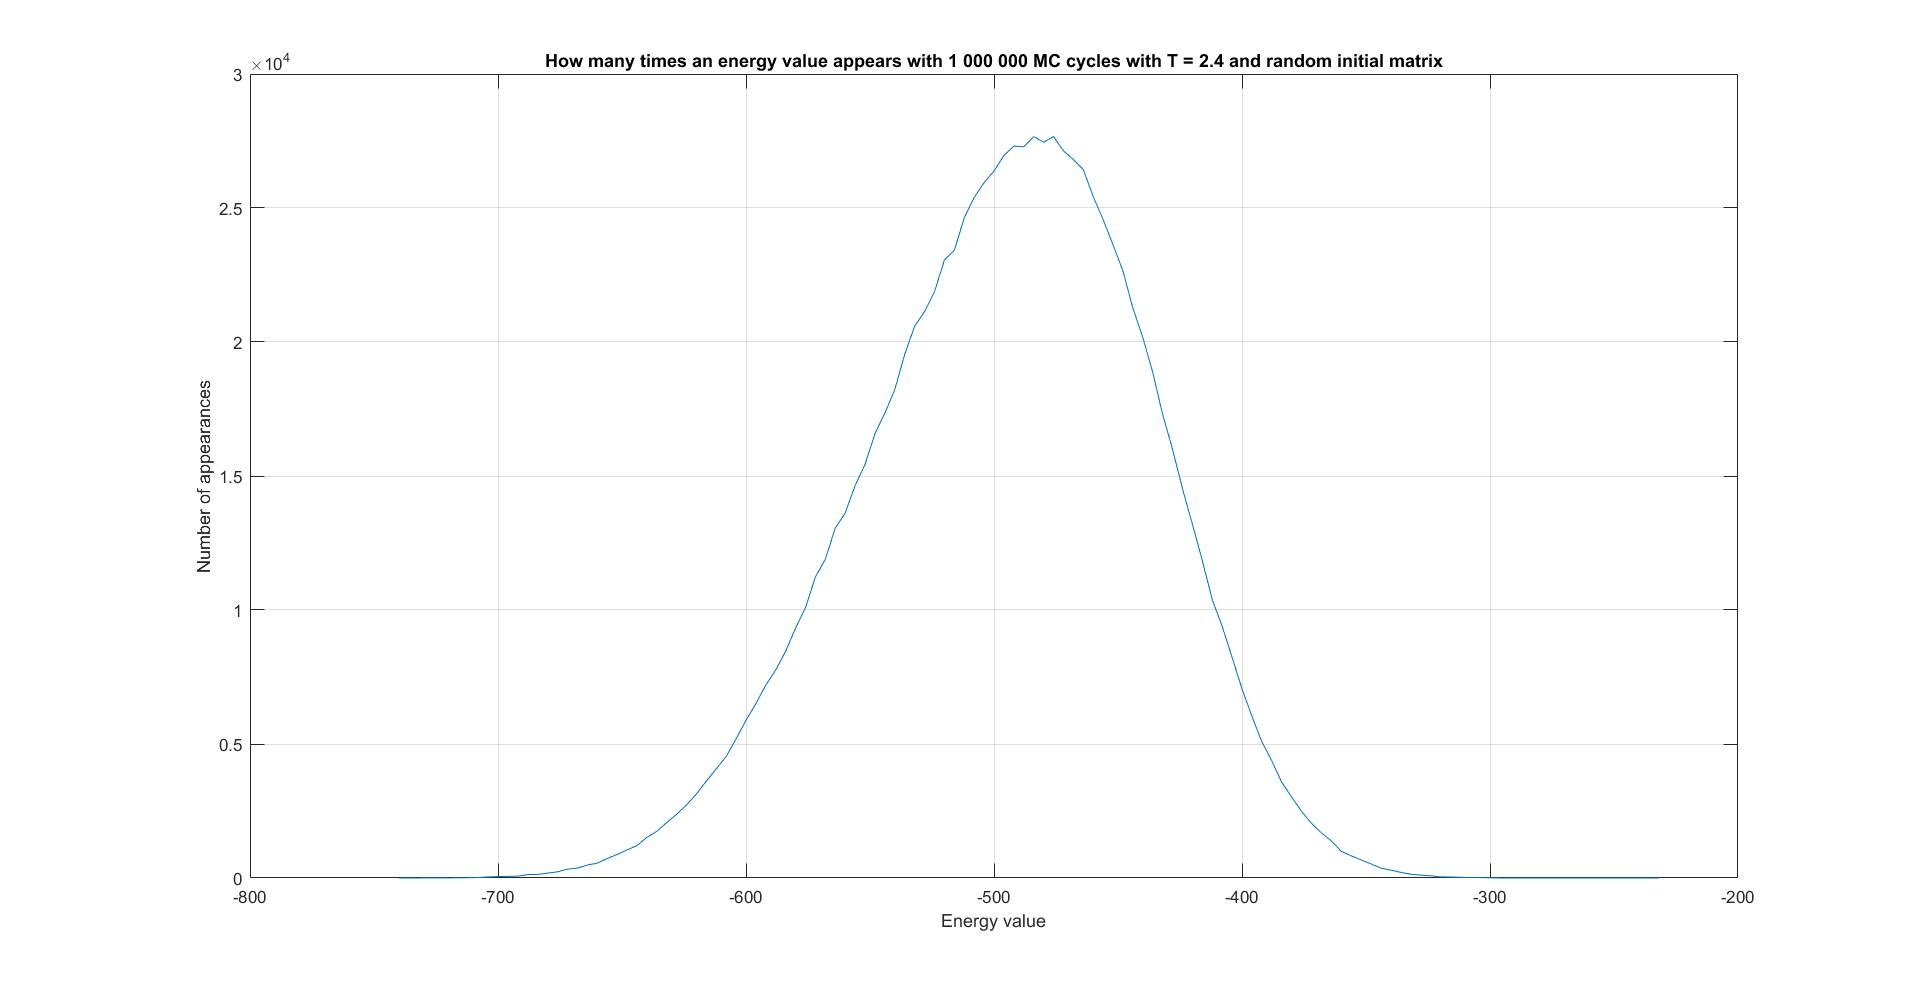 How many times an energy value appears with 1 000 000 MC cycles with T = 2.4 and random initial matrix
×10⁴
3
2.5
2
1.5
1
0.5
0
Number of appearances
-800 -700 -600 -500 -400 -300 -200
Energy value